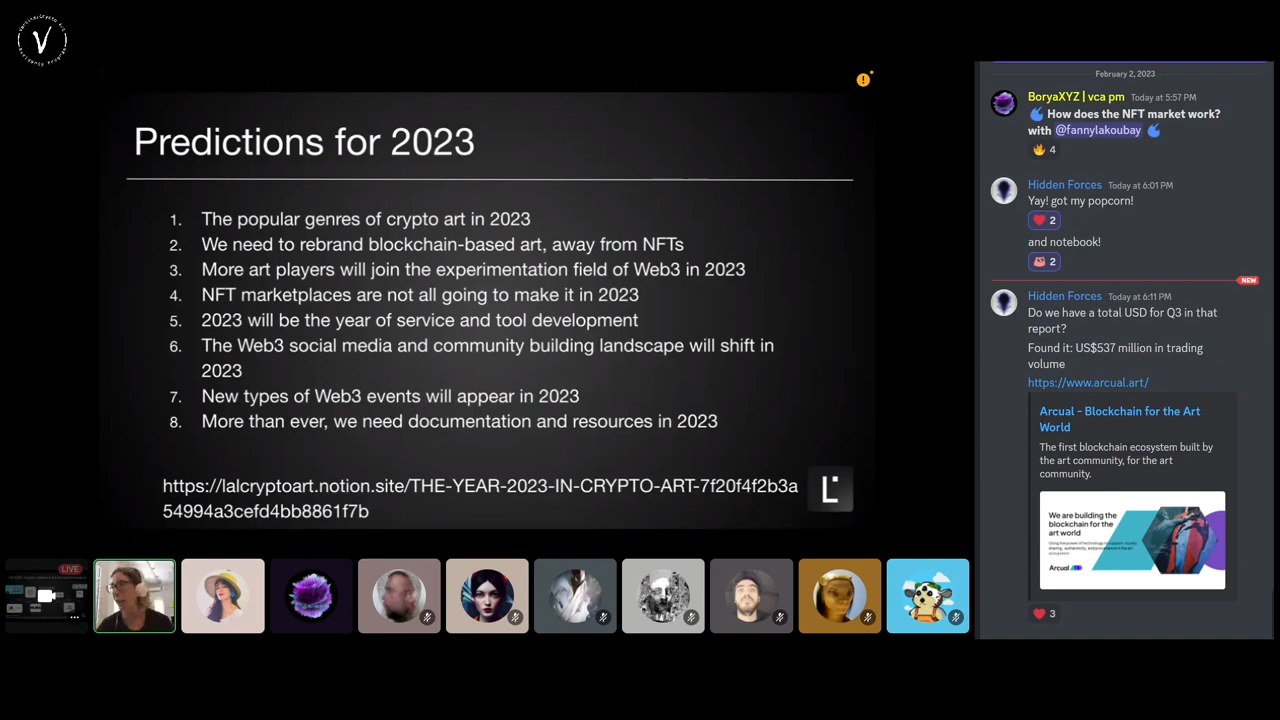 V
Predictions for 2023
1. The popular genres of crypto art in 2023
2. We need to rebrand blockchain-based art, away from NFTs
3. More art players will join the experimentation field of Web3 in 2023
4. NFT marketplaces are not all going to make it in 2023
5. 2023 will be the year of service and tool development
6. The Web3 social media and community building landscape will shift in
2023
7. New types of Web3 events will appear in 2023
8. More than ever, we need documentation and resources in 2023
https://lalcryptoart.notion.site/THE-YEAR-2023-IN-CRYPTO-ART-7f20f4f2b3a
54994a3cefd4bb8861f7b
L
LIVE
February 2, 2023
BoryaXYZ | vca pm Today at 5:57 PM
How does the NFT market work?
with @fannylakoubay
4
Hidden Forces Today at 6:01 PM
Yay! got my popcorn!
2
and notebook!
2
NEW
Hidden Forces Today at 6:11 PM
Do we have a total USD for Q3 in that
report?
Found it: US$537 million in trading
volume
https://www.arcual.art/
Arcual - Blockchain for the Art
World
The first blockchain ecosystem built by
the art community, for the art
community.
We are building the
blockchain for the
art world
Arcual
3